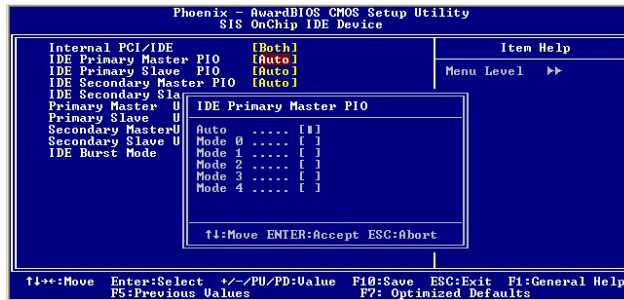 Phoenix - AwardBIOS CMOS Setup Utility
SIS OnChip IDE Device
Internal PCI/IDE [Both]
IDE Primary Master PIO [Auto]
IDE Primary Slave PIO [Auto]
IDE Secondary Master PIO [Auto]
IDE Secondary Sla
Primary Master U
Primary Slave U
Secondary MasterU
Secondary Slave U
IDE Burst Mode
Item Help
Menu Level ▸▸
IDE Primary Master PIO
Auto ..... [■]
Mode 0 ..... [ ]
Mode 1 ..... [ ]
Mode 2 ..... [ ]
Mode 3 ..... [ ]
Mode 4 ..... [ ]
↑↓:Move ENTER:Accept ESC:Abort
↑↓→←:Move Enter:Select +/-/PU/PD:Value F10:Save ESC:Exit F1:General Help
F5:Previous Values F7: Optimized Defaults